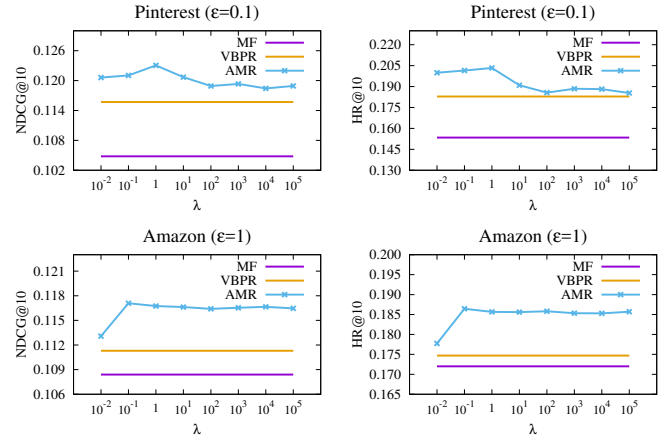 Pinterest (ε=0.1)
NDCG@10
0.126
0.120
0.114
0.108
0.102
MF
VBPR
AMR
10^-2 10^-1 1 10^1 10^2 10^3 10^4 10^5
λ
Pinterest (ε=0.1)
HR@10
0.220
0.205
0.190
0.175
0.160
0.145
0.130
MF
VBPR
AMR
10^-2 10^-1 1 10^1 10^2 10^3 10^4 10^5
λ
Amazon (ε=1)
NDCG@10
0.121
0.118
0.115
0.112
0.109
0.106
MF
VBPR
AMR
10^-2 10^-1 1 10^1 10^2 10^3 10^4 10^5
λ
Amazon (ε=1)
HR@10
0.200
0.195
0.190
0.185
0.180
0.175
0.170
0.165
MF
VBPR
AMR
10^-2 10^-1 1 10^1 10^2 10^3 10^4 10^5
λ